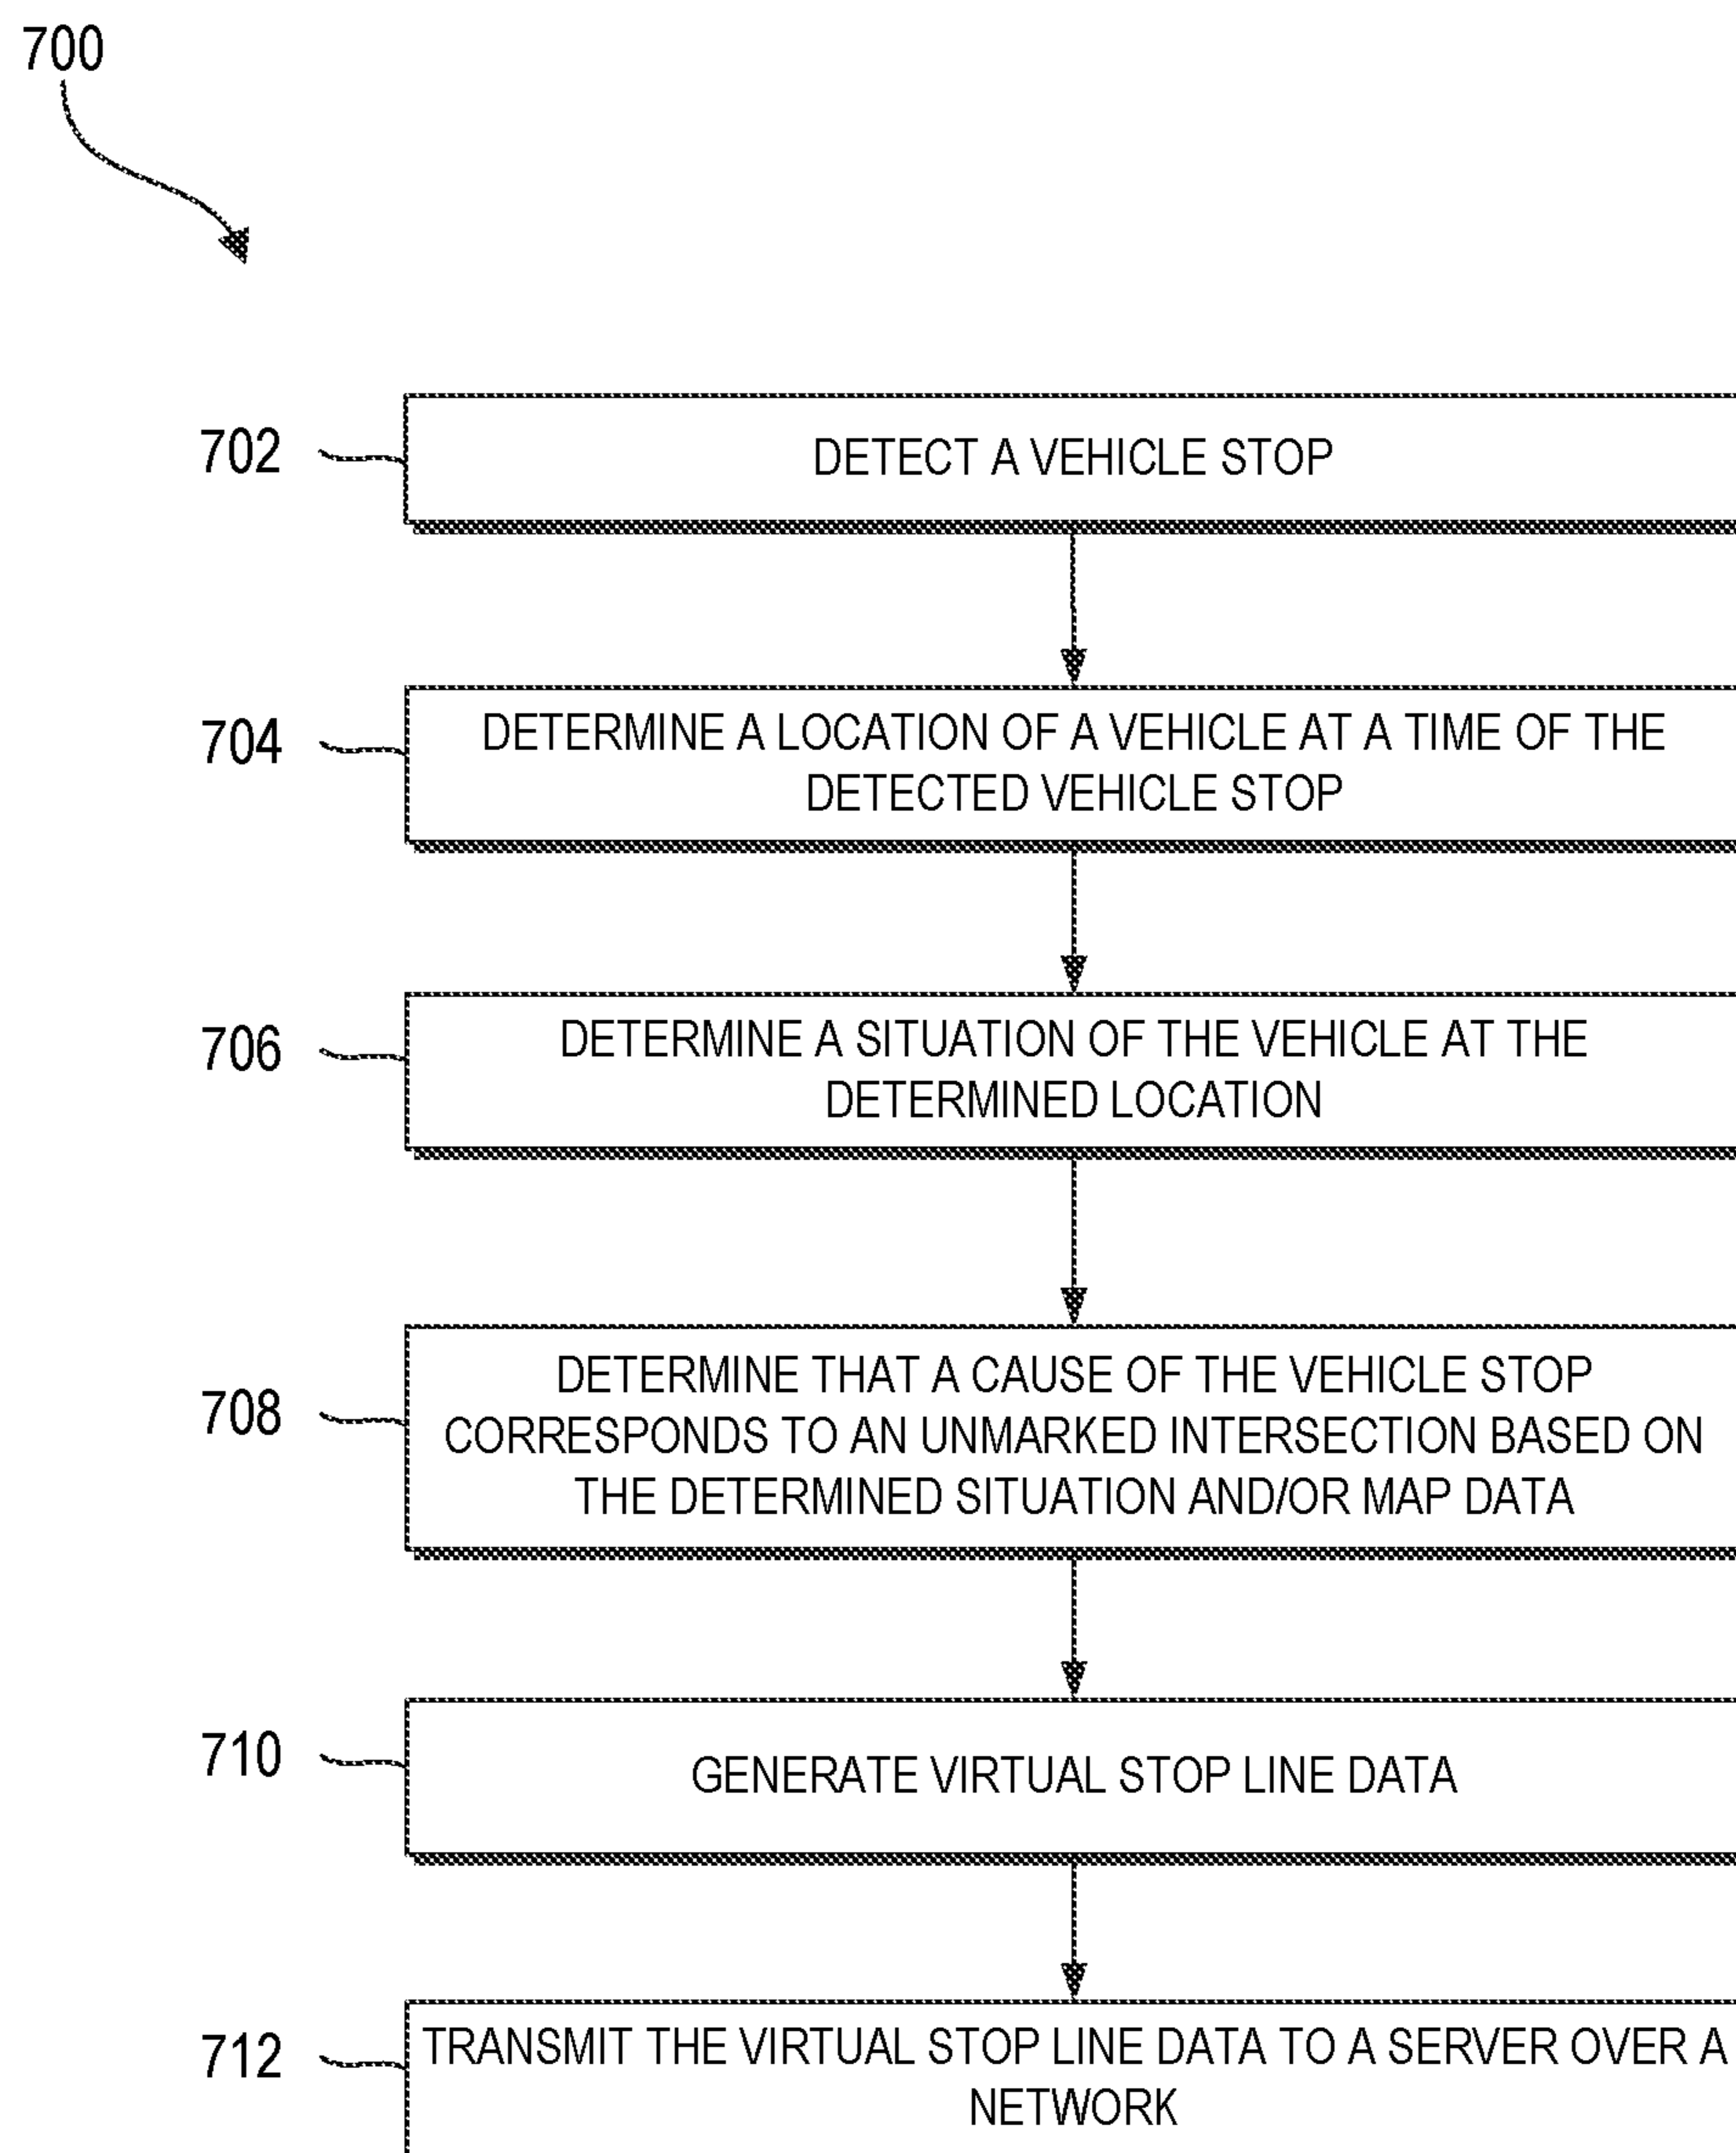 700
702
DETECT A VEHICLE STOP
704
DETERMINE A LOCATION OF A VEHICLE AT A TIME OF THE
DETECTED VEHICLE STOP
706
DETERMINE A SITUATION OF THE VEHICLE AT THE
DETERMINED LOCATION
708
DETERMINE THAT A CAUSE OF THE VEHICLE STOP
CORRESPONDS TO AN UNMARKED INTERSECTION BASED ON
THE DETERMINED SITUATION AND/OR MAP DATA
710
GENERATE VIRTUAL STOP LINE DATA
712
TRANSMIT THE VIRTUAL STOP LINE DATA TO A SERVER OVER A
NETWORK